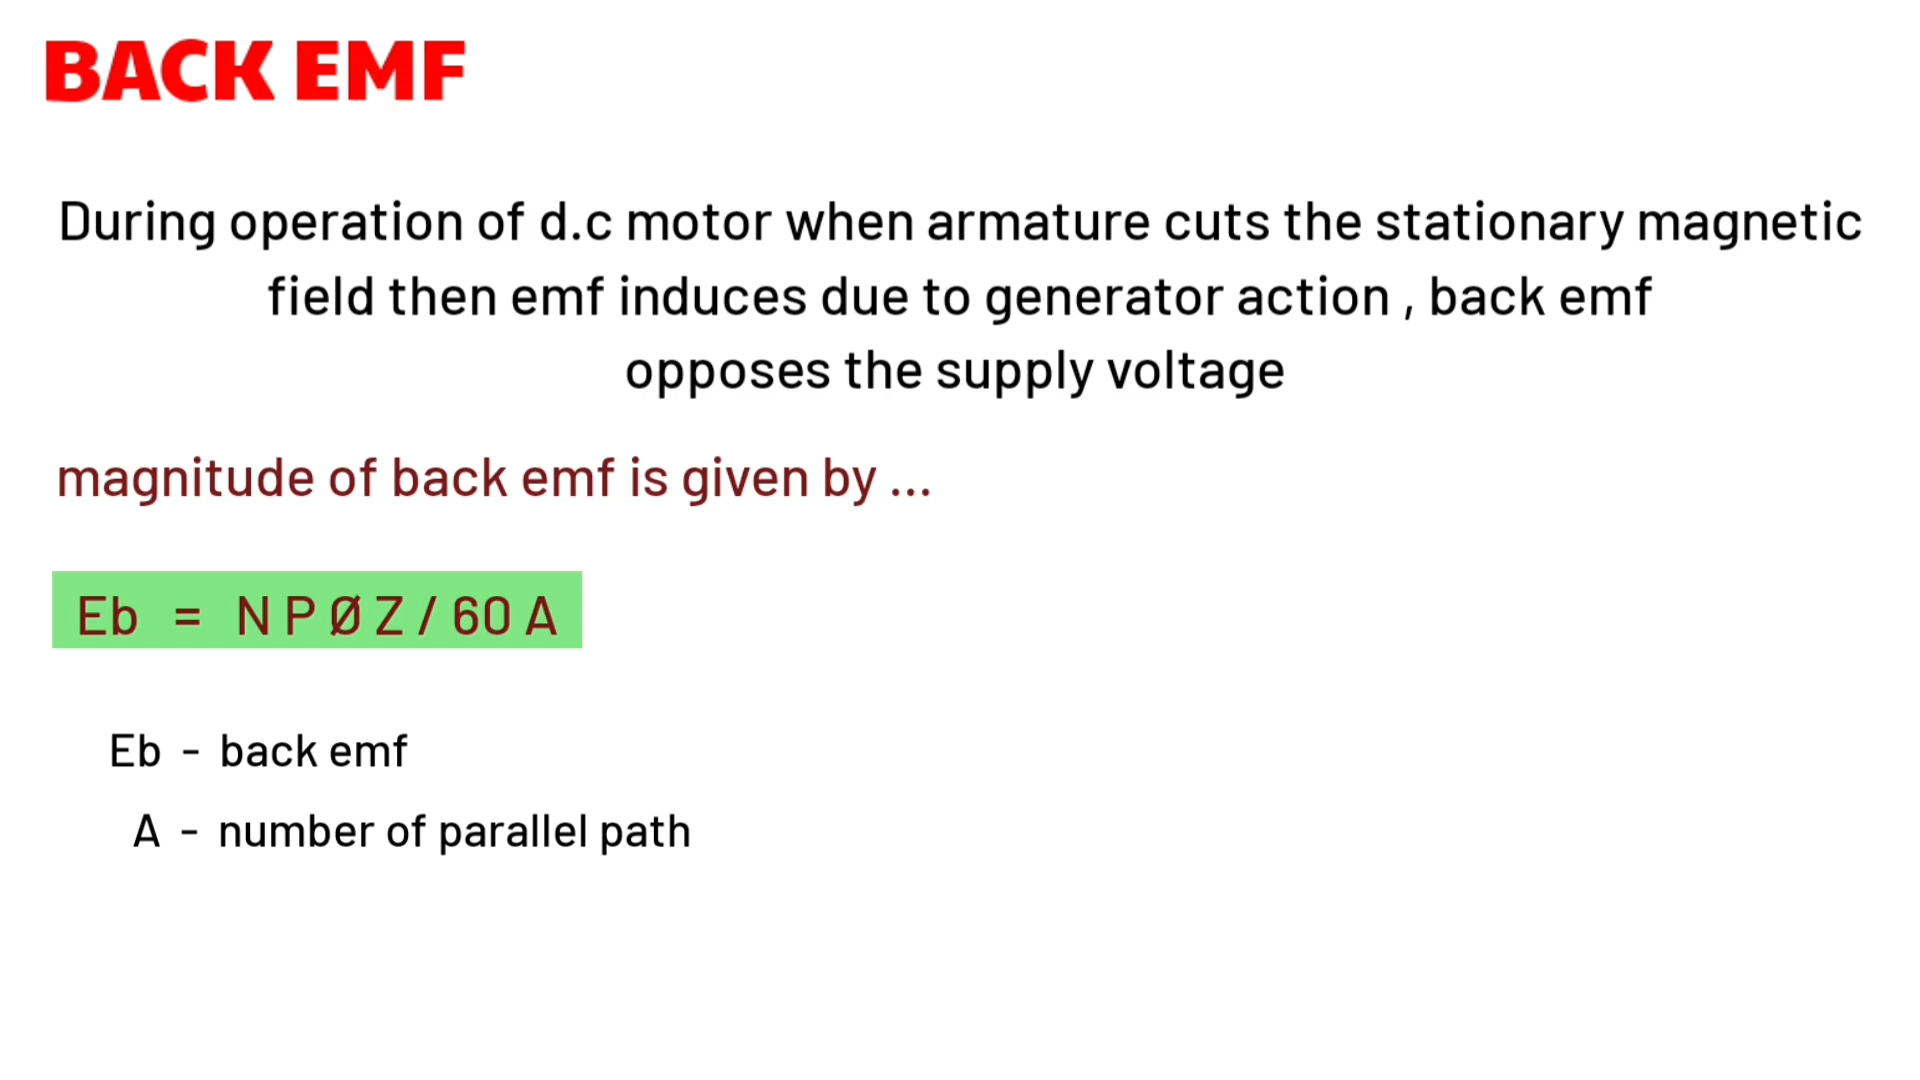 BACK EMF
During operation of d.c motor when armature cuts the stationary magnetic
field then emf induces due to generator action , back emf
opposes the supply voltage
magnitude of back emf is given by ...
Eb = N P Ø Z / 60 A
Eb - back emf
A - number of parallel path